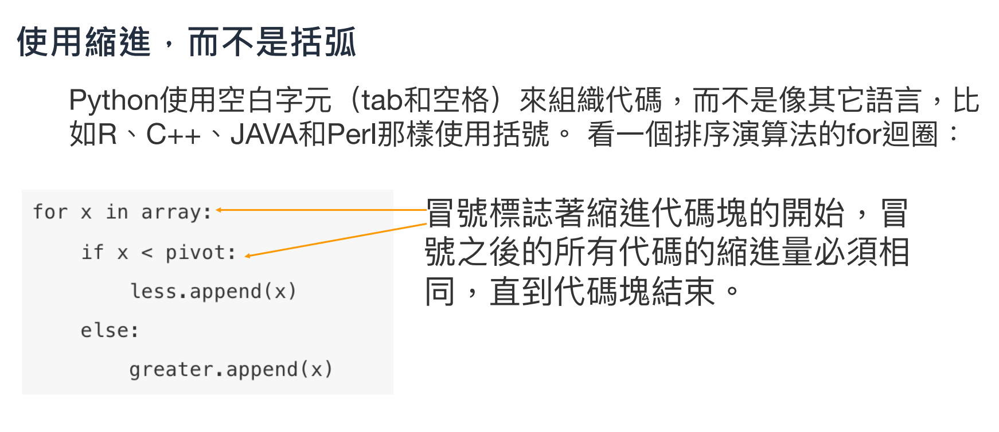 使用縮進，而不是括弧
Python使用空白字元（tab和空格）來組織代碼，而不是像其它語言，比
如R、C++、JAVA和Perl那樣使用括號。 看一個排序演算法的for迴圈：
for x in array:
    if x < pivot:
        less.append(x)
    else:
        greater.append(x)
冒號標誌著縮進代碼塊的開始，冒
號之後的所有代碼的縮進量必須相
同，直到代碼塊結束。